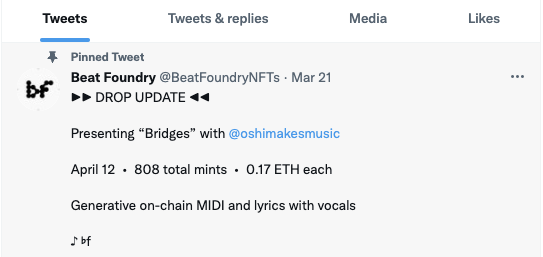 Tweets
Tweets & replies
Media
Likes
Pinned Tweet
bf
Beat Foundry @BeatFoundryNFTs · Mar 21
▶▶ DROP UPDATE ◀◀
Presenting “Bridges” with @oshimakesmusic
April 12 • 808 total mints • 0.17 ETH each
Generative on-chain MIDI and lyrics with vocals
♪ ♭f